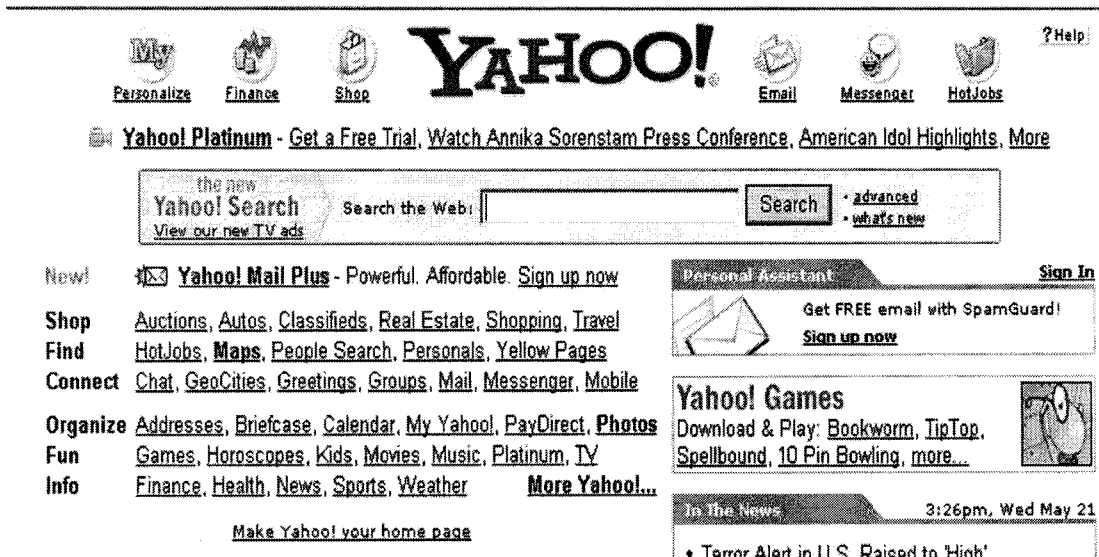 My
YAHOO!
?Help
Personalize Finance Shop Email Messenger HotJobs
Yahoo! Platinum - Get a Free Trial, Watch Annika Sorenstam Press Conference, American Idol Highlights, More
the new
Yahoo! Search
View our new TV ads
Search the Web:
Search
· advanced
· what's new
New! Yahoo! Mail Plus - Powerful. Affordable. Sign up now
Shop Auctions, Autos, Classifieds, Real Estate, Shopping, Travel
Find HotJobs, Maps, People Search, Personals, Yellow Pages
Connect Chat, GeoCities, Greetings, Groups, Mail, Messenger, Mobile
Organize Addresses, Briefcase, Calendar, My Yahoo!, PayDirect, Photos
Fun Games, Horoscopes, Kids, Movies, Music, Platinum, TV
Info Finance, Health, News, Sports, Weather More Yahoo!...
Make Yahoo! your home page
Personal Assistant Sign In
Get FREE email with SpamGuard!
Sign up now
Yahoo! Games
Download & Play: Bookworm, TipTop,
Spellbound, 10 Pin Bowling, more...
In The News 3:26pm, Wed May 21
• Terror Alert in U.S. Raised to 'High'